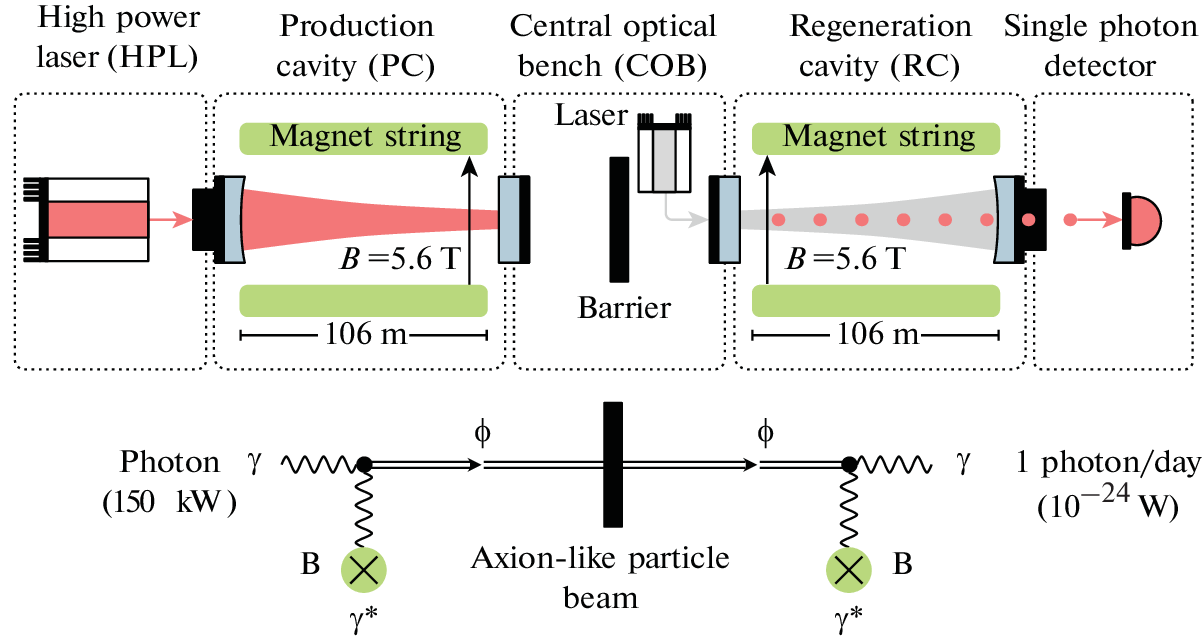 High power
laser (HPL)
Production
cavity (PC)
Central optical
bench (COB)
Regeneration
cavity (RC)
Single photon
detector
Magnet string
Laser
Magnet string
B=5.6 T
B=5.6 T
Barrier
106 m
106 m
ϕ
ϕ
Photon γ
(150 kW)
γ 1 photon/day
(10⁻²⁴ W)
B
γ*
Axion-like particle
beam
B
γ*